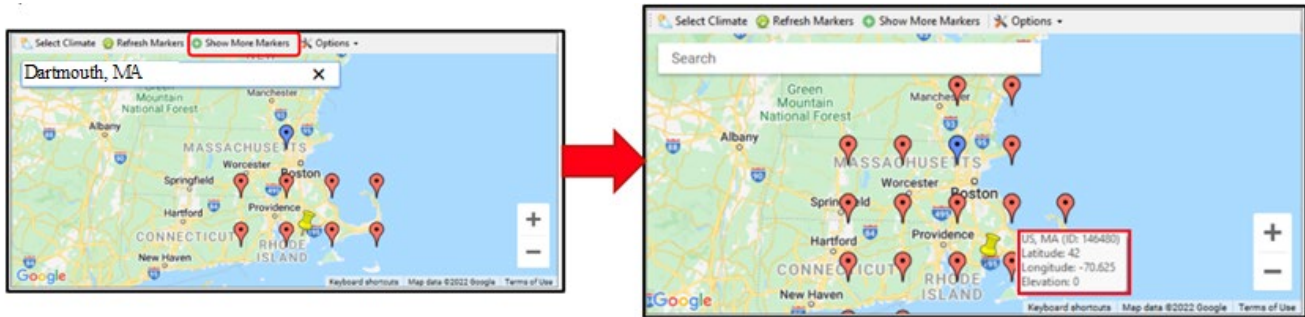 Select Climate Refresh Markers Show More Markers Options
Dartmouth, MA X
Green
Mountain
National Forest
Manchester
Albany
MASSACHUSETTS
Worcester
Boston
Springfield
Hartford
Providence
CONNECTICUT
RHODE
ISLAND
New Haven
Google
Keyboard shortcuts Map data ©2022 Google Terms of Use
Select Climate Refresh Markers Show More Markers Options
Search
Green
Mountain
National Forest
Manchester
Albany
MASSACHUSETTS
Worcester
Boston
Springfield
Hartford
Providence
US, MA (ID: 146480)
Latitude: 42
Longitude: -70.625
Elevation: 0
CONNECTICUT
RHODE
ISLAND
New Haven
Google
Keyboard shortcuts Map data ©2022 Google Terms of Use